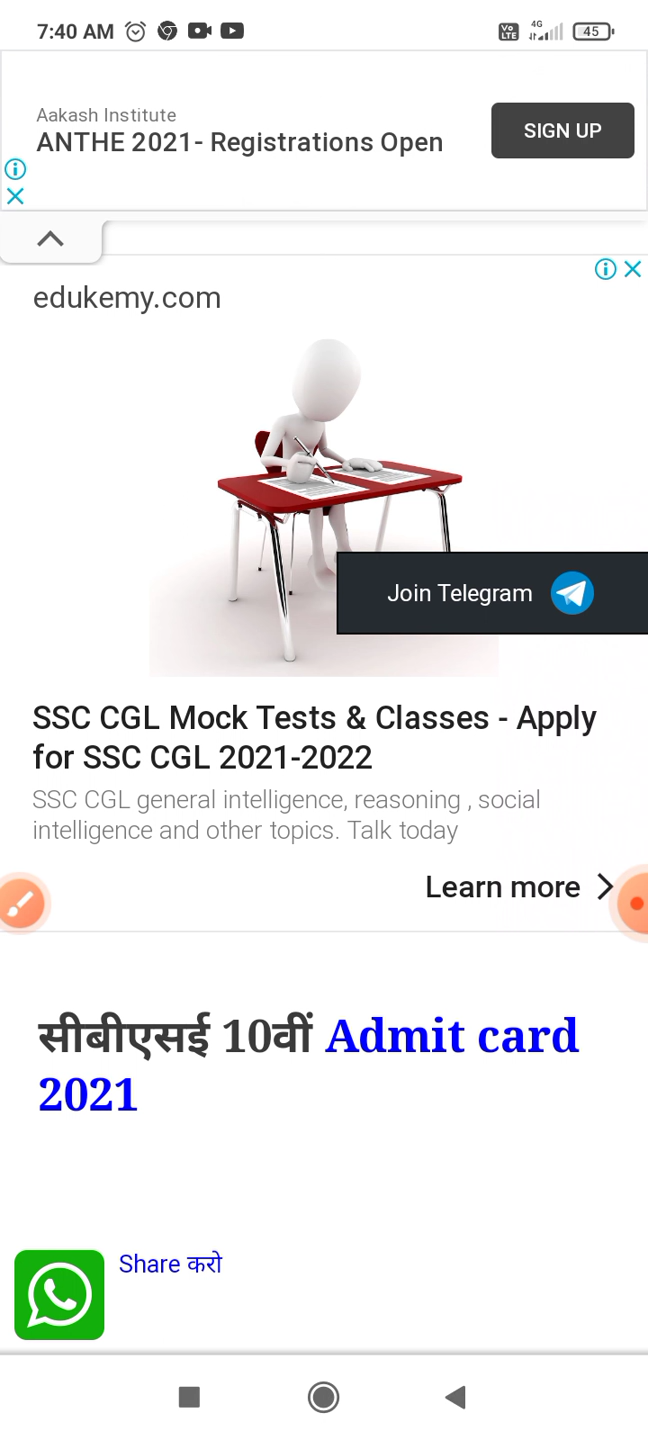 7:40 AM
Vo LTE 4G 45
Aakash Institute
ANTHE 2021- Registrations Open
SIGN UP
edukemy.com
Join Telegram
SSC CGL Mock Tests & Classes - Apply
for SSC CGL 2021-2022
SSC CGL general intelligence, reasoning , social
intelligence and other topics. Talk today
Learn more
सीबीएसई 10वीं Admit card
2021
Share करो